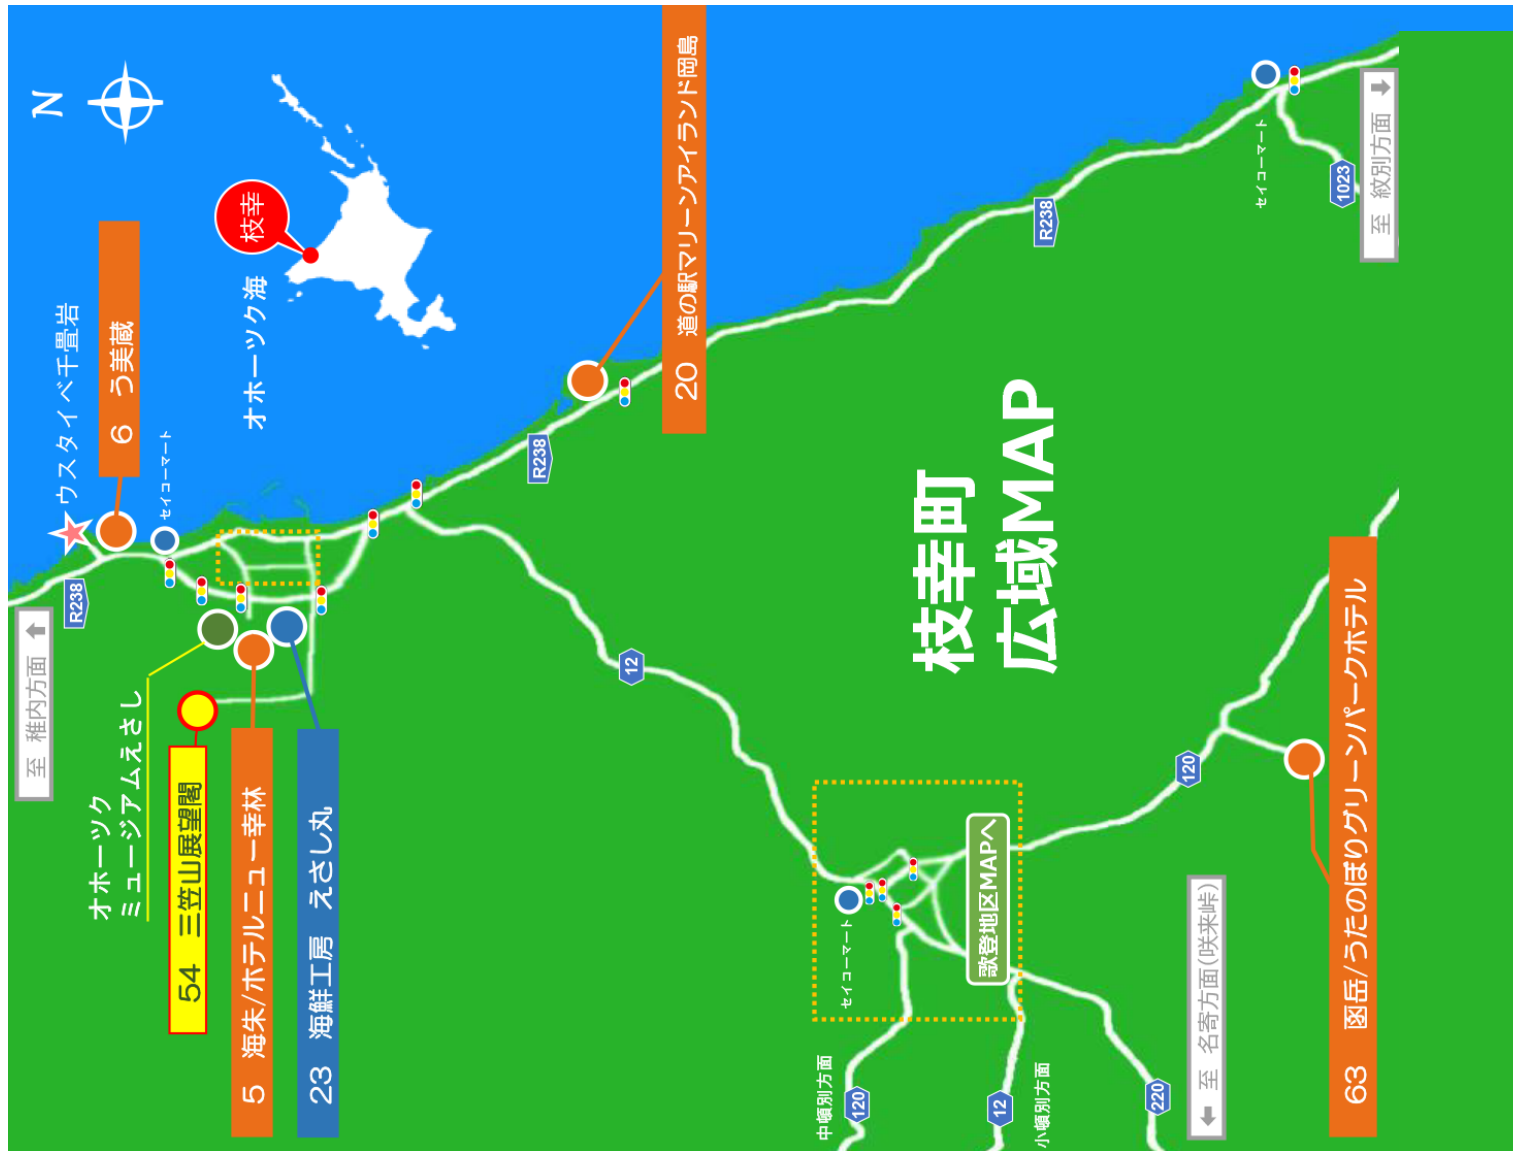 N
枝幸
オホーツク海
ウスタイベ千畳岩
6 う美蔵
セイコーマート
R238
至 稚内方面
オホーツク
ミュージアムえさし
54 三笠山展望閣
5 海朱/ホテルニュー幸林
23 海鮮工房 えさし丸
20 道の駅マリーンアイランド岡島
R238
R238
セイコーマート
1023
至 紋別方面
枝幸町
広域MAP
12
セイコーマート
歌登地区MAPへ
120
中頓別方面
120
12
小頓別方面
220
至 名寄方面(咲来峠)
63 函岳/うたのぼりグリーンパークホテル